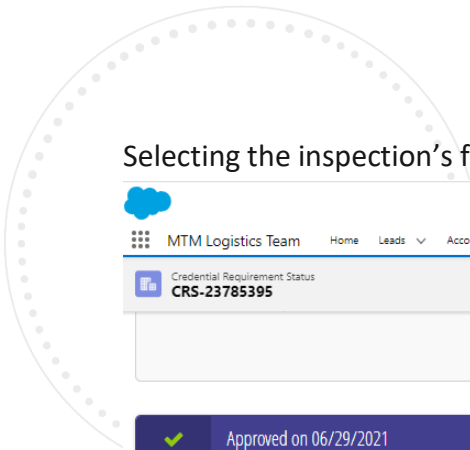 Selecting the inspection's f
MTM Logistics Team Home Leads Acco
Credential Requirement Status
CRS-23785395
Approved on 06/29/2021